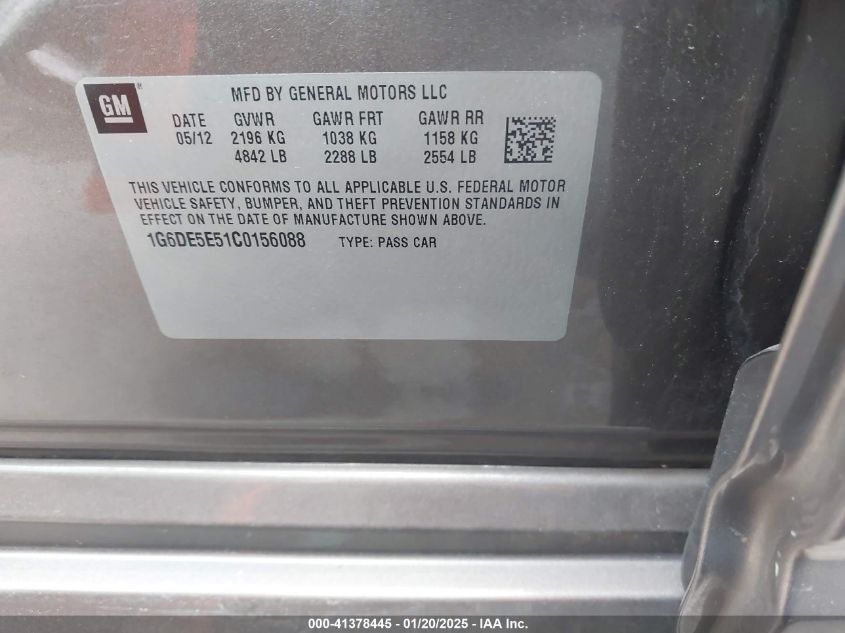 GM
MFD BY GENERAL MOTORS LLC
DATE GVWR GAWR FRT GAWR RR
05/12 2196 KG 1038 KG 1158 KG
4842 LB 2288 LB 2554 LB
THIS VEHICLE CONFORMS TO ALL APPLICABLE U.S. FEDERAL MOTOR
VEHICLE SAFETY, BUMPER, AND THEFT PREVENTION STANDARDS IN
EFFECT ON THE DATE OF MANUFACTURE SHOWN ABOVE.
1G6DE5E51C0156088 TYPE: PASS CAR
000-41378445 - 01/20/2025 - IAA Inc.